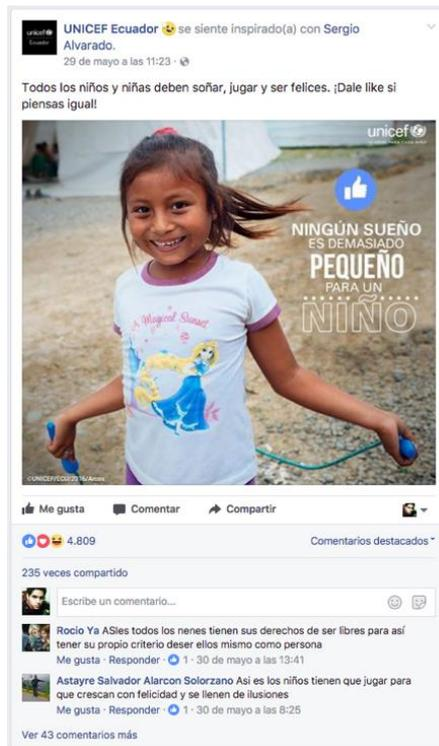 unicef
Ecuador
UNICEF Ecuador se siente inspirado(a) con Sergio
Alvarado.
29 de mayo a las 11:23 ·
Todos los niños y niñas deben soñar, jugar y ser felices. ¡Dale like si
piensas igual!
unicef
NINGÚN SUEÑO
ES DEMASIADO
PEQUEÑO
PARA UN
NIÑO
A Magical Sunset
©UNICEF/ECU/2016/Arcos
Me gusta Comentar Compartir
4.809 Comentarios destacados
235 veces compartido
Escribe un comentario...
Rocio Ya ASIes todos los nenes tienen sus derechos de ser libres para así
tener su propio criterio deser ellos mismo como persona
Me gusta · Responder · 1 · 30 de mayo a las 13:41
Astayre Salvador Alarcon Solorzano Asi es los niños tienen que jugar para
que crescan con felicidad y se llenen de ilusiones
Me gusta · Responder · 1 · 30 de mayo a las 8:25
Ver 43 comentarios más